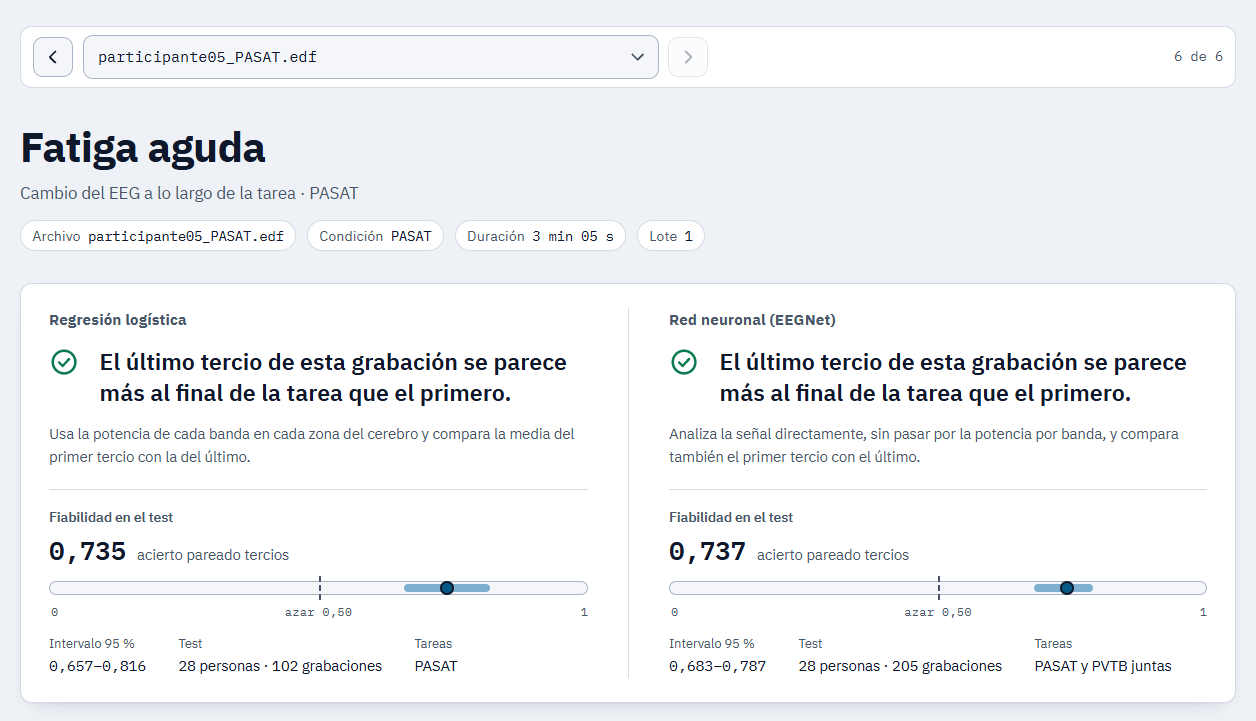 participante05_PASAT.edf
6 de 6
Fatiga aguda
Cambio del EEG a lo largo de la tarea · PASAT
Archivo participante05_PASAT.edf
Condición PASAT
Duración 3 min 05 s
Lote 1
Regresión logística
El último tercio de esta grabación se parece
más al final de la tarea que el primero.
Usa la potencia de cada banda en cada zona del cerebro y compara la media del
primer tercio con la del último.
Fiabilidad en el test
0,735 acierto pareado tercios
0 azar 0,50 1
Intervalo 95 % Test Tareas
0,657–0,816 28 personas · 102 grabaciones PASAT
Red neuronal (EEGNet)
El último tercio de esta grabación se parece
más al final de la tarea que el primero.
Analiza la señal directamente, sin pasar por la potencia por banda, y compara
también el primer tercio con el último.
Fiabilidad en el test
0,737 acierto pareado tercios
0 azar 0,50 1
Intervalo 95 % Test Tareas
0,683–0,787 28 personas · 205 grabaciones PASAT y PVTB juntas